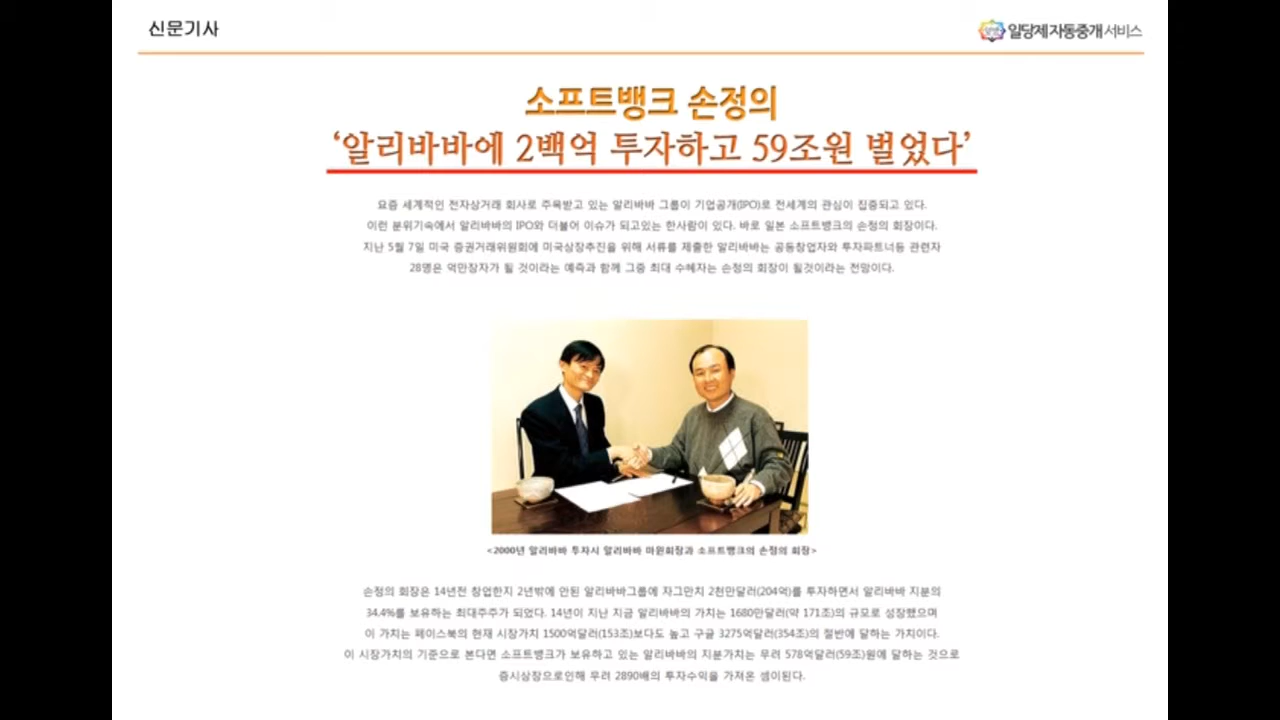 신문기사
일당제자동중개 서비스
소프트뱅크 손정의
‘알리바바에 2백억 투자하고 59조원 벌었다’
요즘 세계적인 전자상거래 회사로 주목받고 있는 알리바바 그룹이 기업공개(IPO)로 전세계의 관심이 집중되고 있다.
이런 분위기속에서 알리바바의 IPO와 더불어 이슈가 되고있는 한사람이 있다. 바로 일본 소프트뱅크의 손정의 회장이다.
지난 5월 7일 미국 증권거래위원회에 미국상장추진을 위해 서류를 제출한 알리바바는 공동창업자와 투자파트너등 관련자
28명은 억만장자가 될 것이라는 예측과 함께 그중 최대 수혜자는 손정의 회장이 될것이라는 전망이다.
<2000년 알리바바 투자시 알리바바 마윈회장과 소프트뱅크의 손정의 회장>
손정의 회장은 14년전 창업한지 2년밖에 안된 알리바바그룹에 자그만치 2천만달러(204억)를 투자하면서 알리바바 지분의
34.4%를 보유하는 최대주주가 되었다. 14년이 지난 지금 알리바바의 가치는 1680만달러(약 171조)의 규모로 성장했으며
이 가치는 페이스북의 현재 시장가치 1500억달러(153조)보다도 높고 구글 3275억달러(354조)의 절반에 달하는 가치이다.
이 시장가치의 기준으로 본다면 소프트뱅크가 보유하고 있는 알리바바의 지분가치는 무려 578억달러(59조)원에 달하는 것으로
증시상장으로인해 무려 2890배의 투자수익을 가져온 셈이된다.